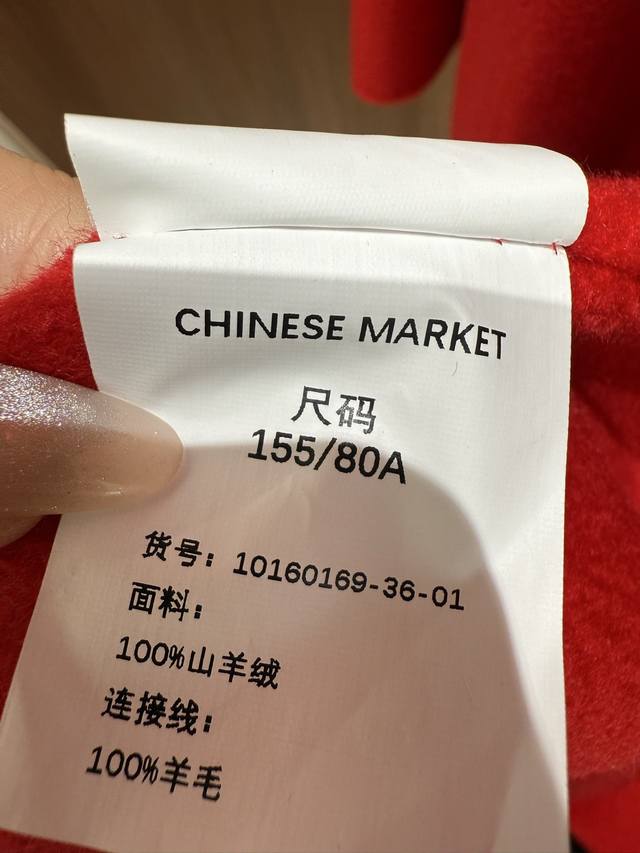 CHINESE MARKET
尺码
155/80A
货号：10160169-36-01
面料：
100%山羊绒
连接线：
100%羊毛